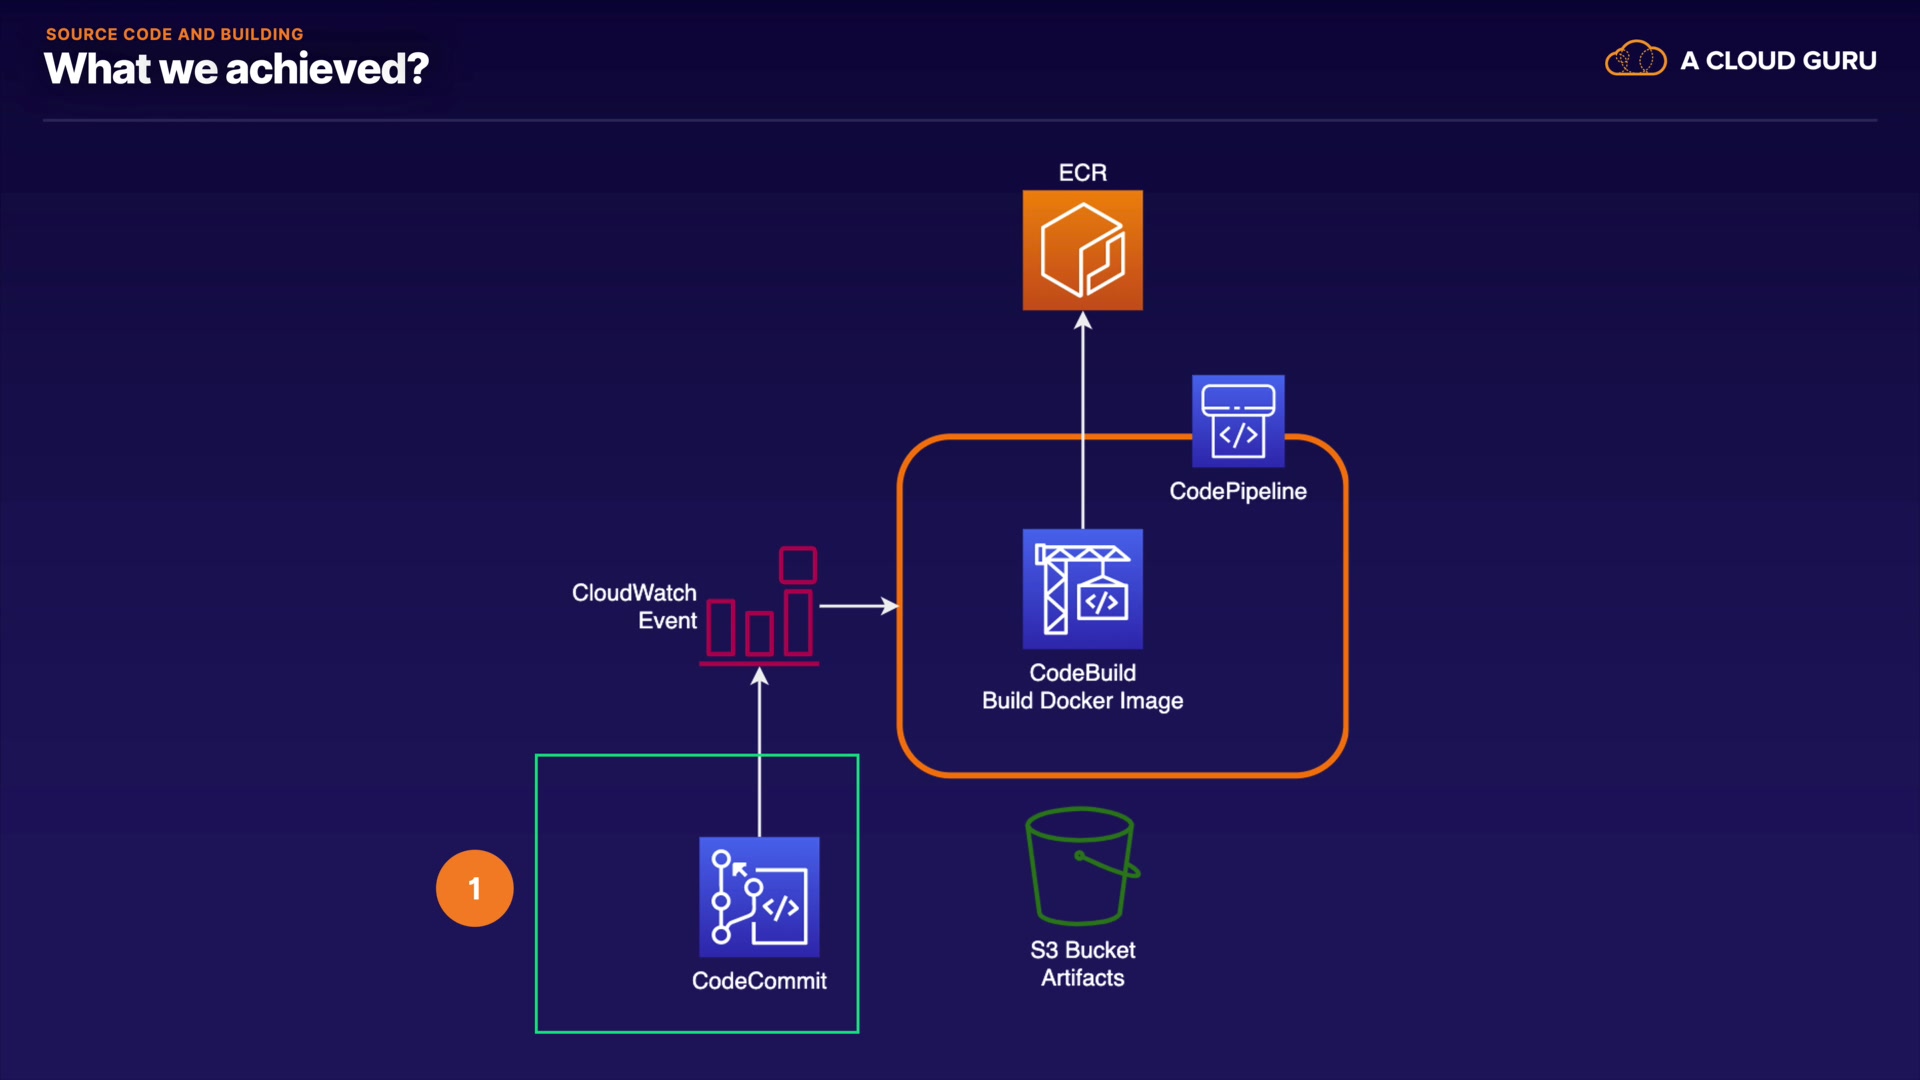 SOURCE CODE AND BUILDING
What we achieved?
A CLOUD GURU
ECR
</>
CodePipeline
CloudWatch
Event
</>
CodeBuild
Build Docker Image
1
</>
CodeCommit
S3 Bucket
Artifacts